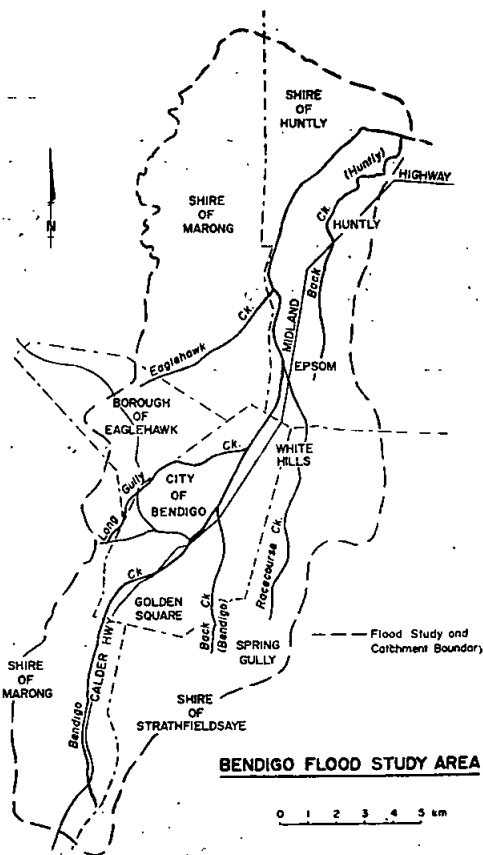 SHIRE
OF
HUNTLY
(Huntly)
Ck.
HIGHWAY
HUNTLY
SHIRE
OF
MARONG
N
Back
MIDLAND
Ck.
Eaglehawk
EPSOM
BOROUGH
OF
EAGLEHAWK
WHITE
HILLS
Ck.
Gully
Long
CITY
OF
BENDIGO
Racecourse Ck.
Ck.
GOLDEN
SQUARE
Back Ck
(Bendigo)
SPRING
GULLY
Flood Study and
Catchment Boundary
CALDER HWY
Bendigo
SHIRE
OF
MARONG
SHIRE
OF
STRATHFIELDSAYE
BENDIGO FLOOD STUDY AREA
0 1 2 3 4 5 km